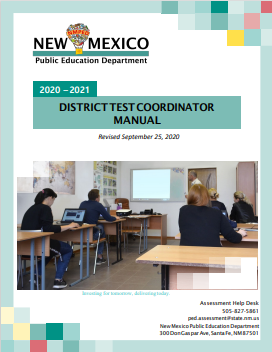 NMPED
NEW MEXICO
Public Education Department
2020 – 2021
DISTRICT TEST COORDINATOR
MANUAL
Revised September 25, 2020
Investing for tomorrow, delivering today.
Assessment Help Desk
505-827-5861
ped.assessment@state.nm.us
New Mexico Public Education Department
300 Don Gaspar Ave, Santa Fe, NM 87501